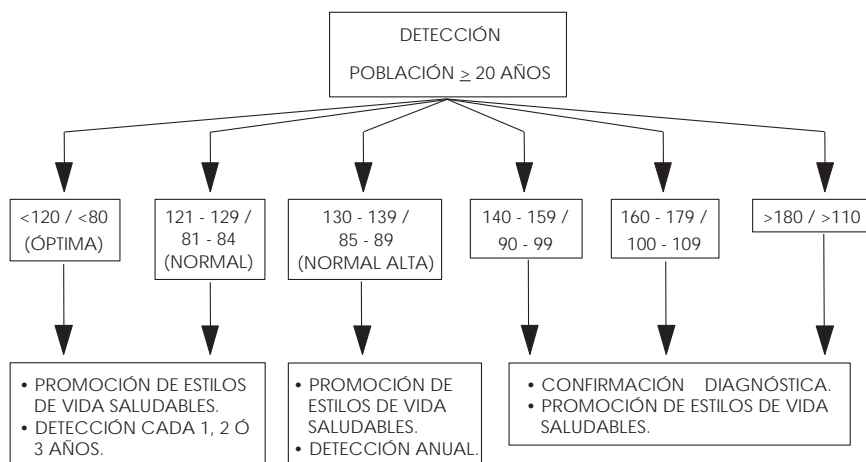 DETECCIÓN
POBLACIÓN ≥ 20 AÑOS
<120 / <80
(ÓPTIMA)
121 - 129 /
81 - 84
(NORMAL)
130 - 139 /
85 - 89
(NORMAL ALTA)
140 - 159 /
90 - 99
160 - 179 /
100 - 109
>180 / >110
• PROMOCIÓN DE ESTILOS
DE VIDA SALUDABLES.
• DETECCIÓN CADA 1, 2 Ó
3 AÑOS.
• PROMOCIÓN DE
ESTILOS DE VIDA
SALUDABLES.
• DETECCIÓN ANUAL.
• CONFIRMACIÓN DIAGNÓSTICA.
• PROMOCIÓN DE ESTILOS DE VIDA
SALUDABLES.